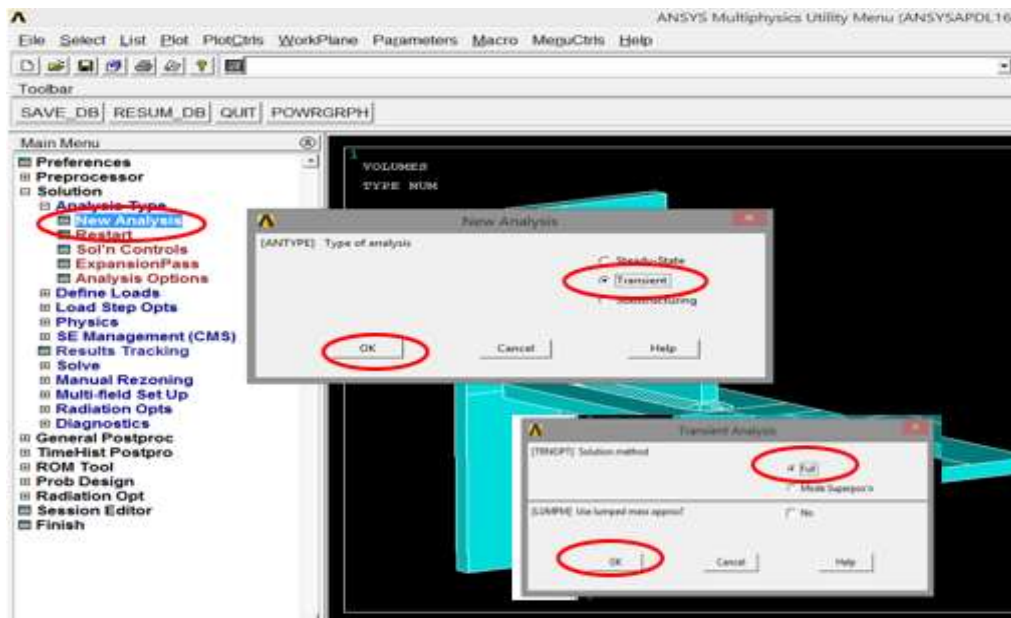 ANSYS Multiphysics Utility Menu (ANSYSAPDL16
File Select List Plot PlotCtrls WorkPlane Parameters Macro MenuCtrls Help
Toolbar
SAVE_DB RESUM_DB QUIT POWRGRPH
Main Menu
Preferences
Preprocessor
Solution
Analysis Type
New Analysis
Restart
Sol'n Controls
ExpansionPass
Analysis Options
Define Loads
Load Step Opts
Physics
SE Management (CMS)
Results Tracking
Solve
Manual Rezoning
Multi-field Set Up
Radiation Opts
Diagnostics
General Postproc
TimeHist Postpro
ROM Tool
Prob Design
Radiation Opt
Session Editor
Finish
1
VOLUMES
TYPE NUM
New Analysis
[ANTYPE] Type of analysis
Steady-State
Transient
Substructuring
OK Cancel Help
Transient Analysis
[TRNOPT] Solution method
Full
Mode Superpos'n
[LUMPM] Use lumped mass approx?
No
OK Cancel Help